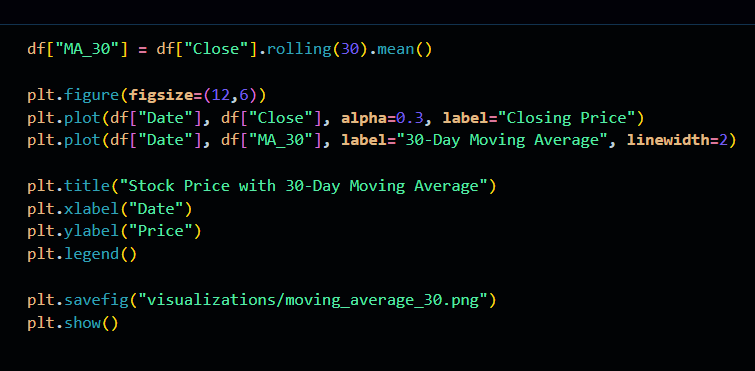 df["MA_30"] = df["Close"].rolling(30).mean()
plt.figure(figsize=(12,6))
plt.plot(df["Date"], df["Close"], alpha=0.3, label="Closing Price")
plt.plot(df["Date"], df["MA_30"], label="30-Day Moving Average", linewidth=2)
plt.title("Stock Price with 30-Day Moving Average")
plt.xlabel("Date")
plt.ylabel("Price")
plt.legend()
plt.savefig("visualizations/moving_average_30.png")
plt.show()